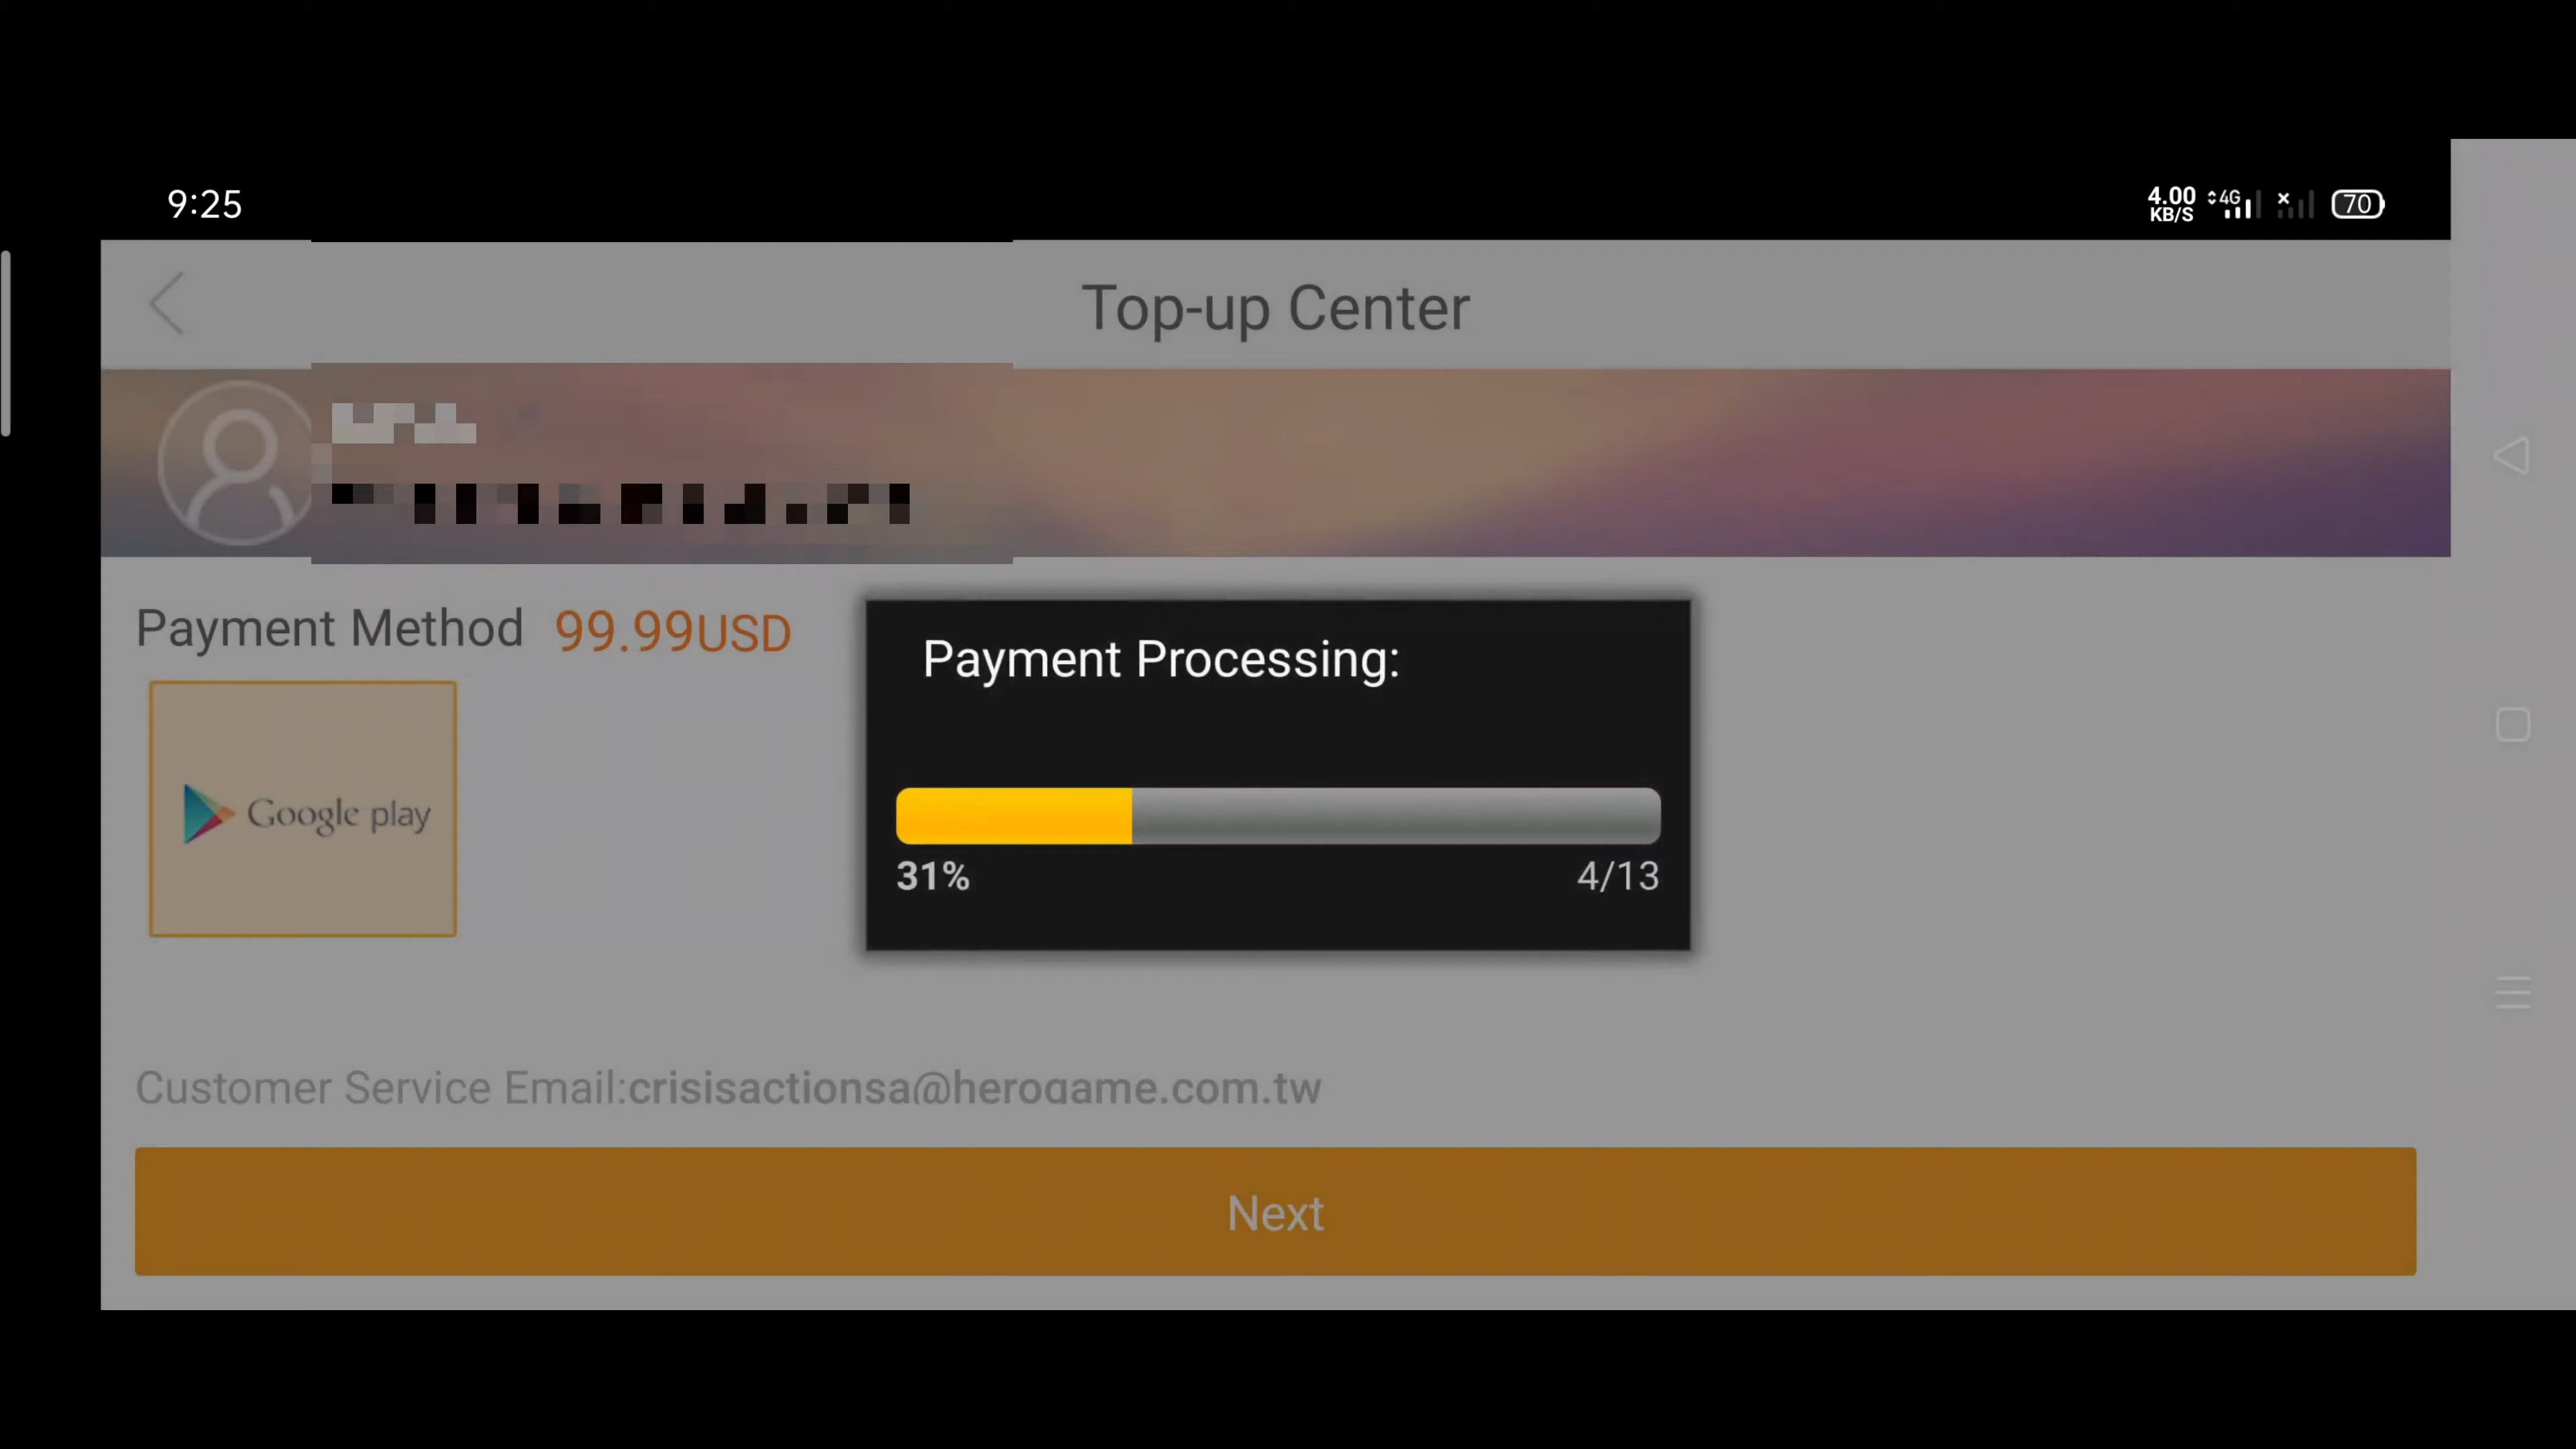 9:25
4.00 KB/S 4G 70
Top-up Center
Payment Method 99.99USD
Google play
Payment Processing:
31% 4/13
Customer Service Email:crisisactionsa@herogame.com.tw
Next